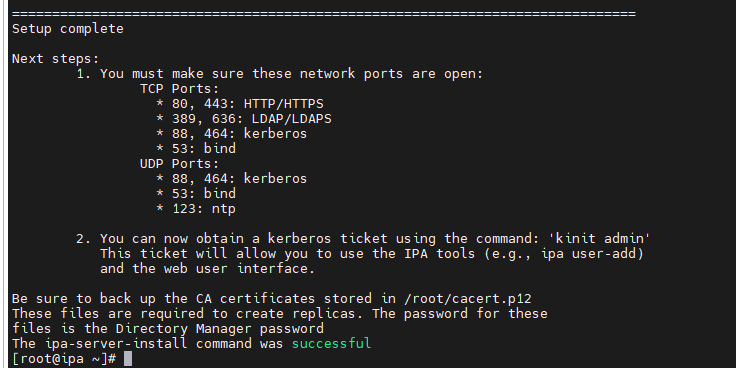 ==============================================================================
Setup complete

Next steps:
        1. You must make sure these network ports are open:
                TCP Ports:
                  * 80, 443: HTTP/HTTPS
                  * 389, 636: LDAP/LDAPS
                  * 88, 464: kerberos
                  * 53: bind
                UDP Ports:
                  * 88, 464: kerberos
                  * 53: bind
                  * 123: ntp

        2. You can now obtain a kerberos ticket using the command: 'kinit admin'
           This ticket will allow you to use the IPA tools (e.g., ipa user-add)
           and the web user interface.

Be sure to back up the CA certificates stored in /root/cacert.p12
These files are required to create replicas. The password for these
files is the Directory Manager password
The ipa-server-install command was successful
[root@ipa ~]#